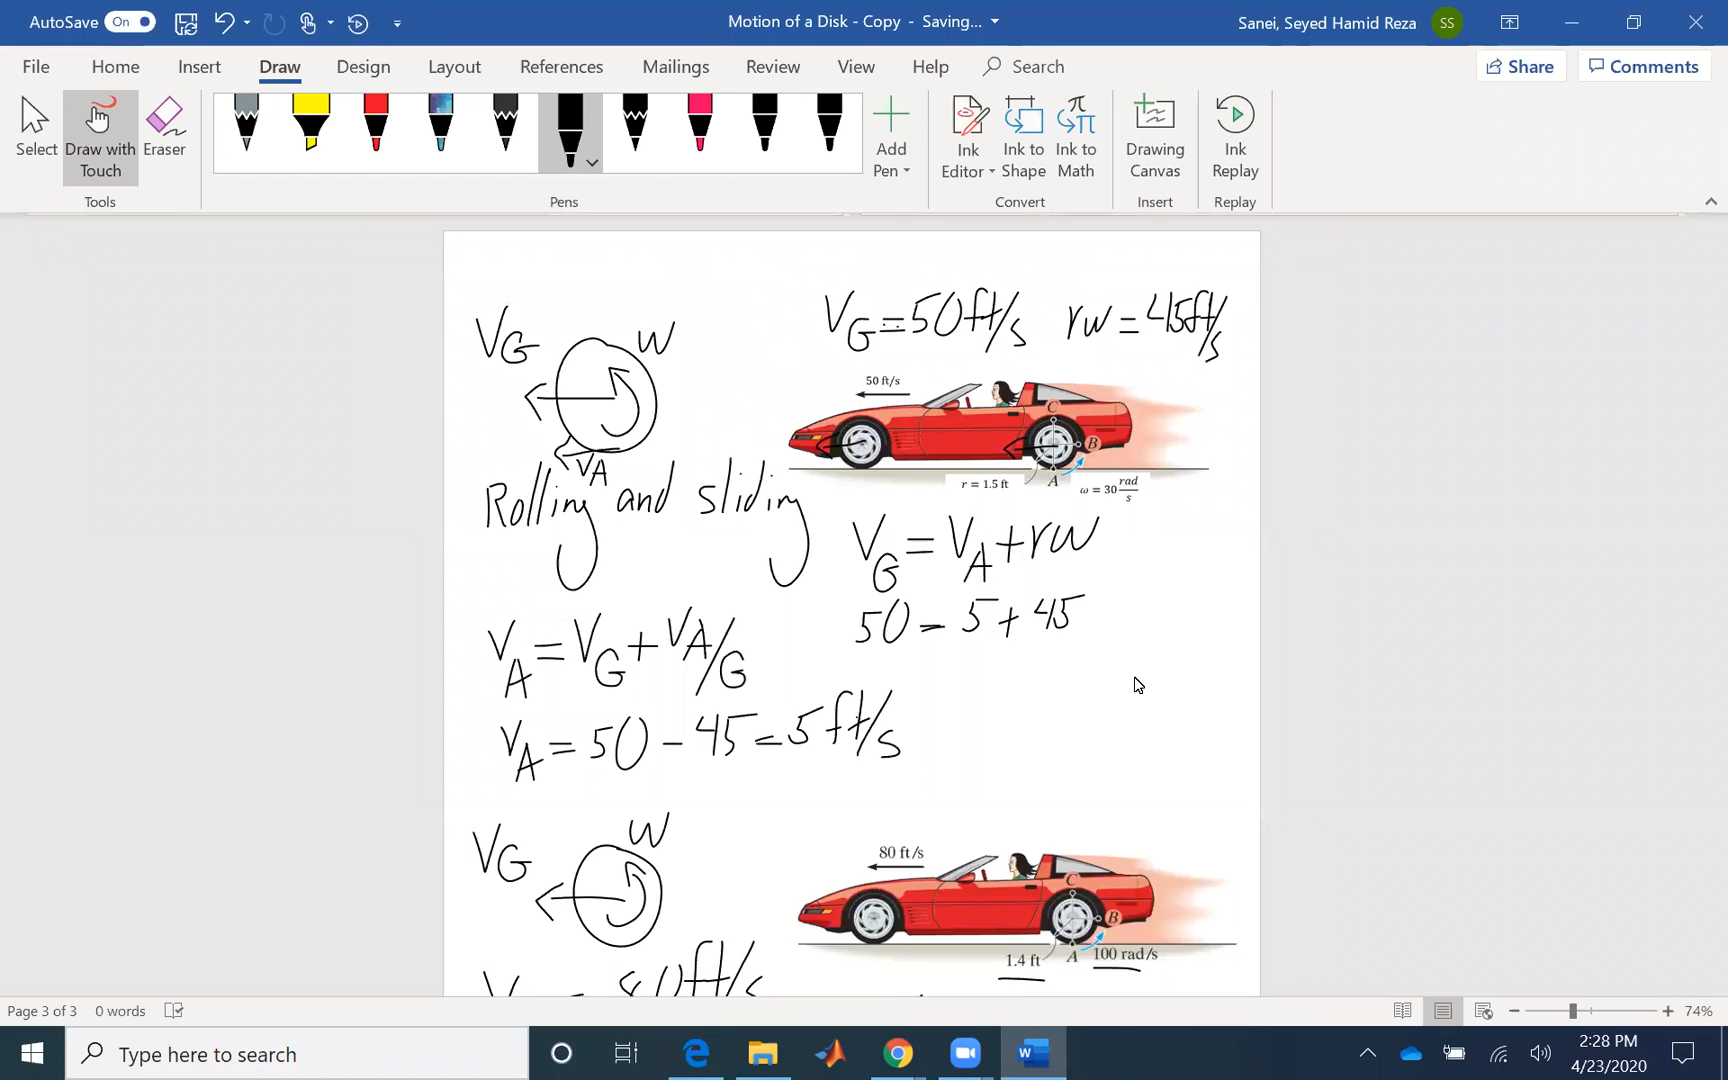 AutoSave On
Motion of a Disk - Copy - Saving...
Sanei, Seyed Hamid Reza SS
File Home Insert Draw Design Layout References Mailings Review View Help Search
Share Comments
Select
Draw with Touch
Eraser
Add Pen
Ink Editor
Ink to Shape
Ink to Math
Drawing Canvas
Ink Replay
Tools Pens Convert Insert Replay
VG W
VA
VG = 50 ft/s rw = 45 ft/s
50 ft/s
C
B
A
r = 1.5 ft
ω = 30 rad/s
Rolling and sliding
VG = VA + rw
50 = 5 + 45
VA = VG + VA/G
VA = 50 - 45 = 5 ft/s
VG W
80 ft/s
C
B
1.4 ft A 100 rad/s
80 ft/s
Page 3 of 3 0 words
74%
Type here to search
2:28 PM
4/23/2020